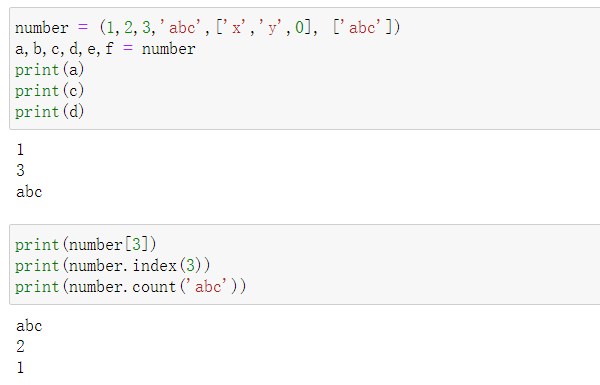 number = (1,2,3,'abc',['x','y',0], ['abc'])
a,b,c,d,e,f = number
print(a)
print(c)
print(d)
1
3
abc
print(number[3])
print(number.index(3))
print(number.count('abc'))
abc
2
1